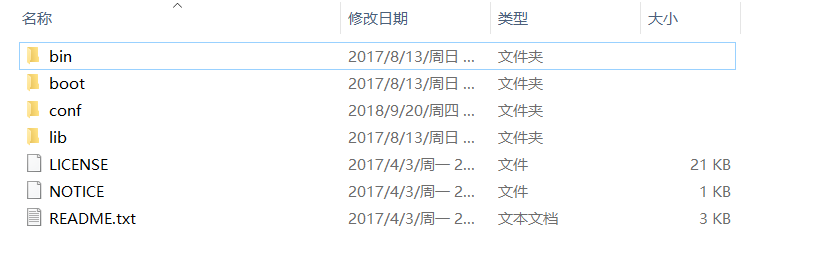 名称 修改日期 类型 大小
bin 2017/8/13/周日 ... 文件夹
boot 2017/8/13/周日 ... 文件夹
conf 2018/9/20/周四 ... 文件夹
lib 2017/8/13/周日 ... 文件夹
LICENSE 2017/4/3/周一 2... 文件 21 KB
NOTICE 2017/4/3/周一 2... 文件 1 KB
README.txt 2017/4/3/周一 2... 文本文档 3 KB